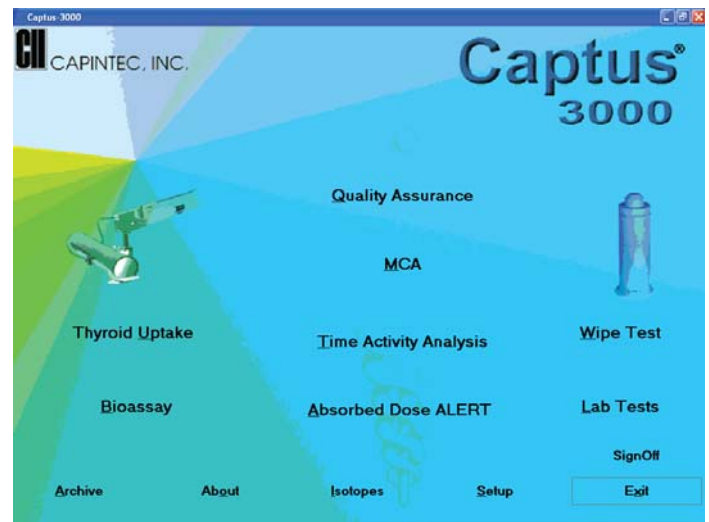 Captus-3000
CAPINTEC, INC.
Captus®
3000
Quality Assurance
MCA
Thyroid Uptake
Time Activity Analysis
Wipe Test
Bioassay
Absorbed Dose ALERT
Lab Tests
SignOff
Archive
About
Isotopes
Setup
Exit